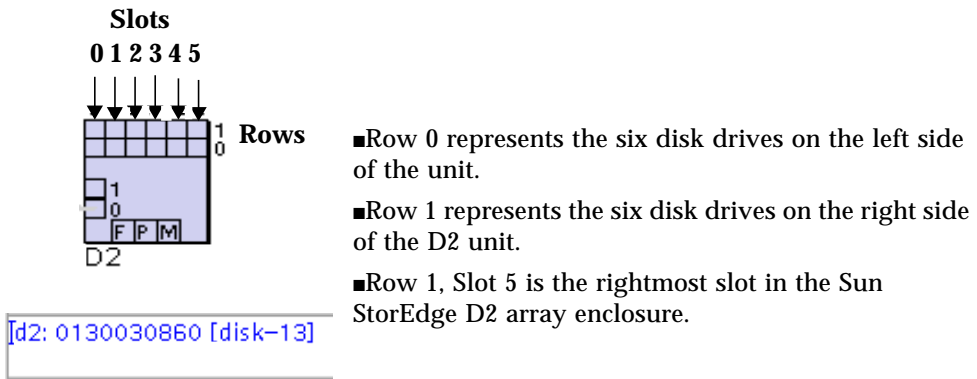 Slots
0 1 2 3 4 5
1
0
Rows
1
0
F P M
D2
d2: 0130030860 [disk-13]
■Row 0 represents the six disk drives on the left side
of the unit.
■Row 1 represents the six disk drives on the right side
of the D2 unit.
■Row 1, Slot 5 is the rightmost slot in the Sun
StorEdge D2 array enclosure.